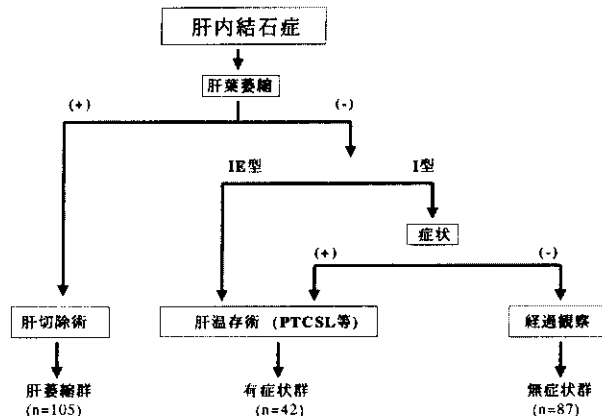 肝内結石症
肝葉萎縮
(+)
(-)
IE型
I型
症状
(+)
(-)
肝切除術
肝温存術 (PTCSL等)
経過観察
肝萎縮群
(n=105)
有症状群
(n=42)
無症状群
(n=87)